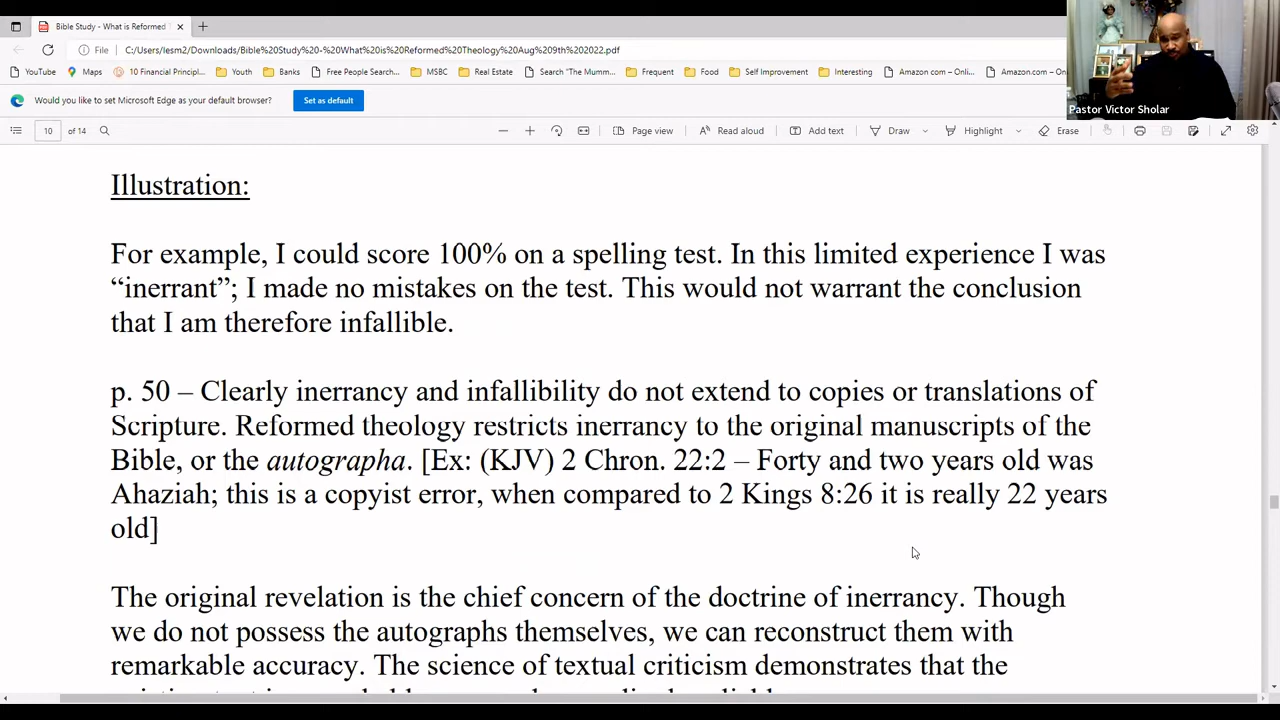 Bible Study - What is Reformed T
File
C:/Users/lesm2/Downloads/Bible%20Study%20-%20What%20is%20Reformed%20Theology%20Aug%209th%202022.pdf
YouTube Maps 10 Financial Principl... Youth Banks Free People Search... MSBC Real Estate Search "The Mumm... Frequent Food Self Improvement Interesting Amazon.com – Onli... Amazon.com – Onli
Would you like to set Microsoft Edge as your default browser? Set as default
Pastor Victor Sholar
10 of 14 Page view Read aloud Add text Draw Highlight Erase
Illustration:
For example, I could score 100% on a spelling test. In this limited experience I was
“inerrant”; I made no mistakes on the test. This would not warrant the conclusion
that I am therefore infallible.
p. 50 – Clearly inerrancy and infallibility do not extend to copies or translations of
Scripture. Reformed theology restricts inerrancy to the original manuscripts of the
Bible, or the autographa. [Ex: (KJV) 2 Chron. 22:2 – Forty and two years old was
Ahaziah; this is a copyist error, when compared to 2 Kings 8:26 it is really 22 years
old]
The original revelation is the chief concern of the doctrine of inerrancy. Though
we do not possess the autographs themselves, we can reconstruct them with
remarkable accuracy. The science of textual criticism demonstrates that the